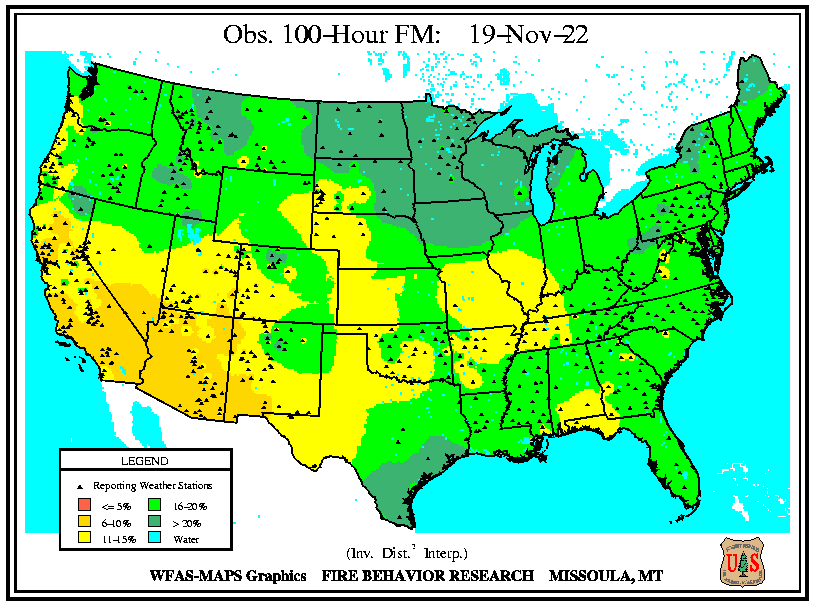 Obs. 100-Hour FM: 19-Nov-22
LEGEND
Reporting Weather Stations
<= 5%
16-20%
6-10%
> 20%
11-15%
Water
(Inv. Dist.² Interp.)
WFAS-MAPS Graphics FIRE BEHAVIOR RESEARCH MISSOULA, MT
U S